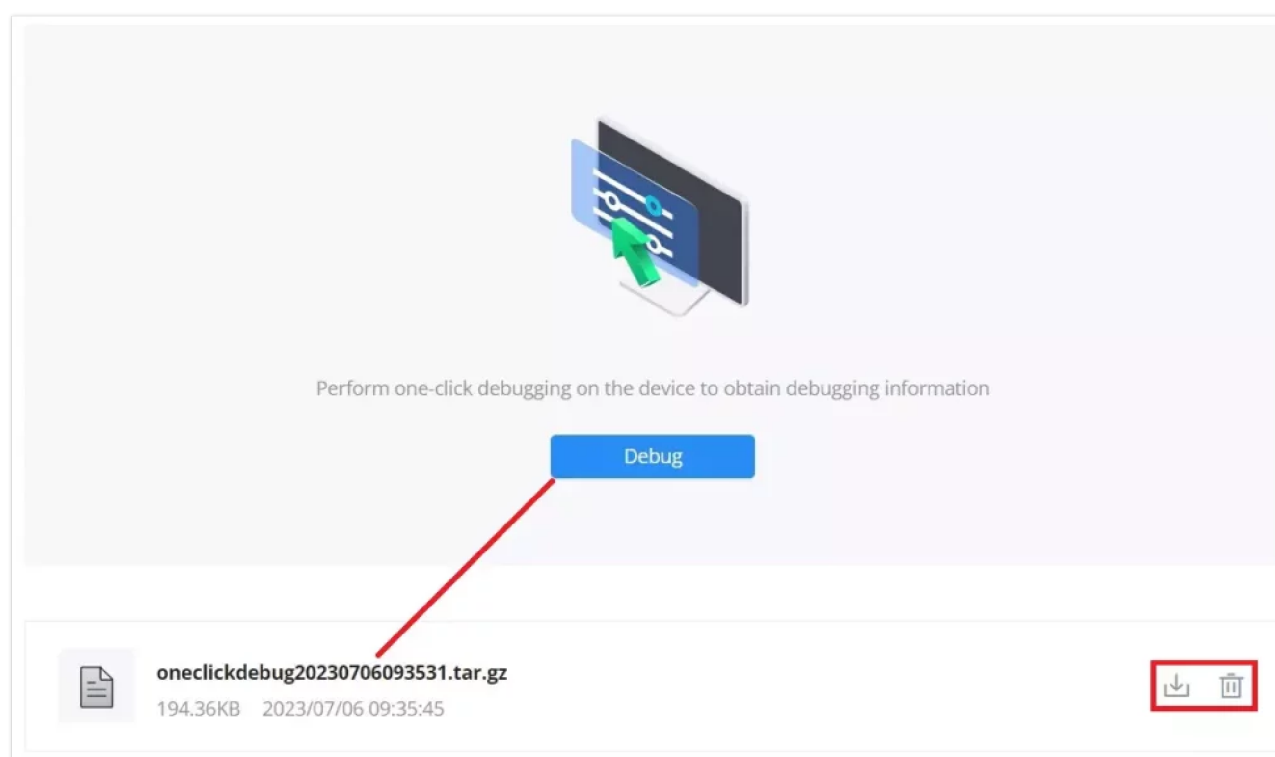 Perform one-click debugging on the device to obtain debugging information
Debug
oneclickdebug20230706093531.tar.gz
194.36KB 2023/07/06 09:35:45